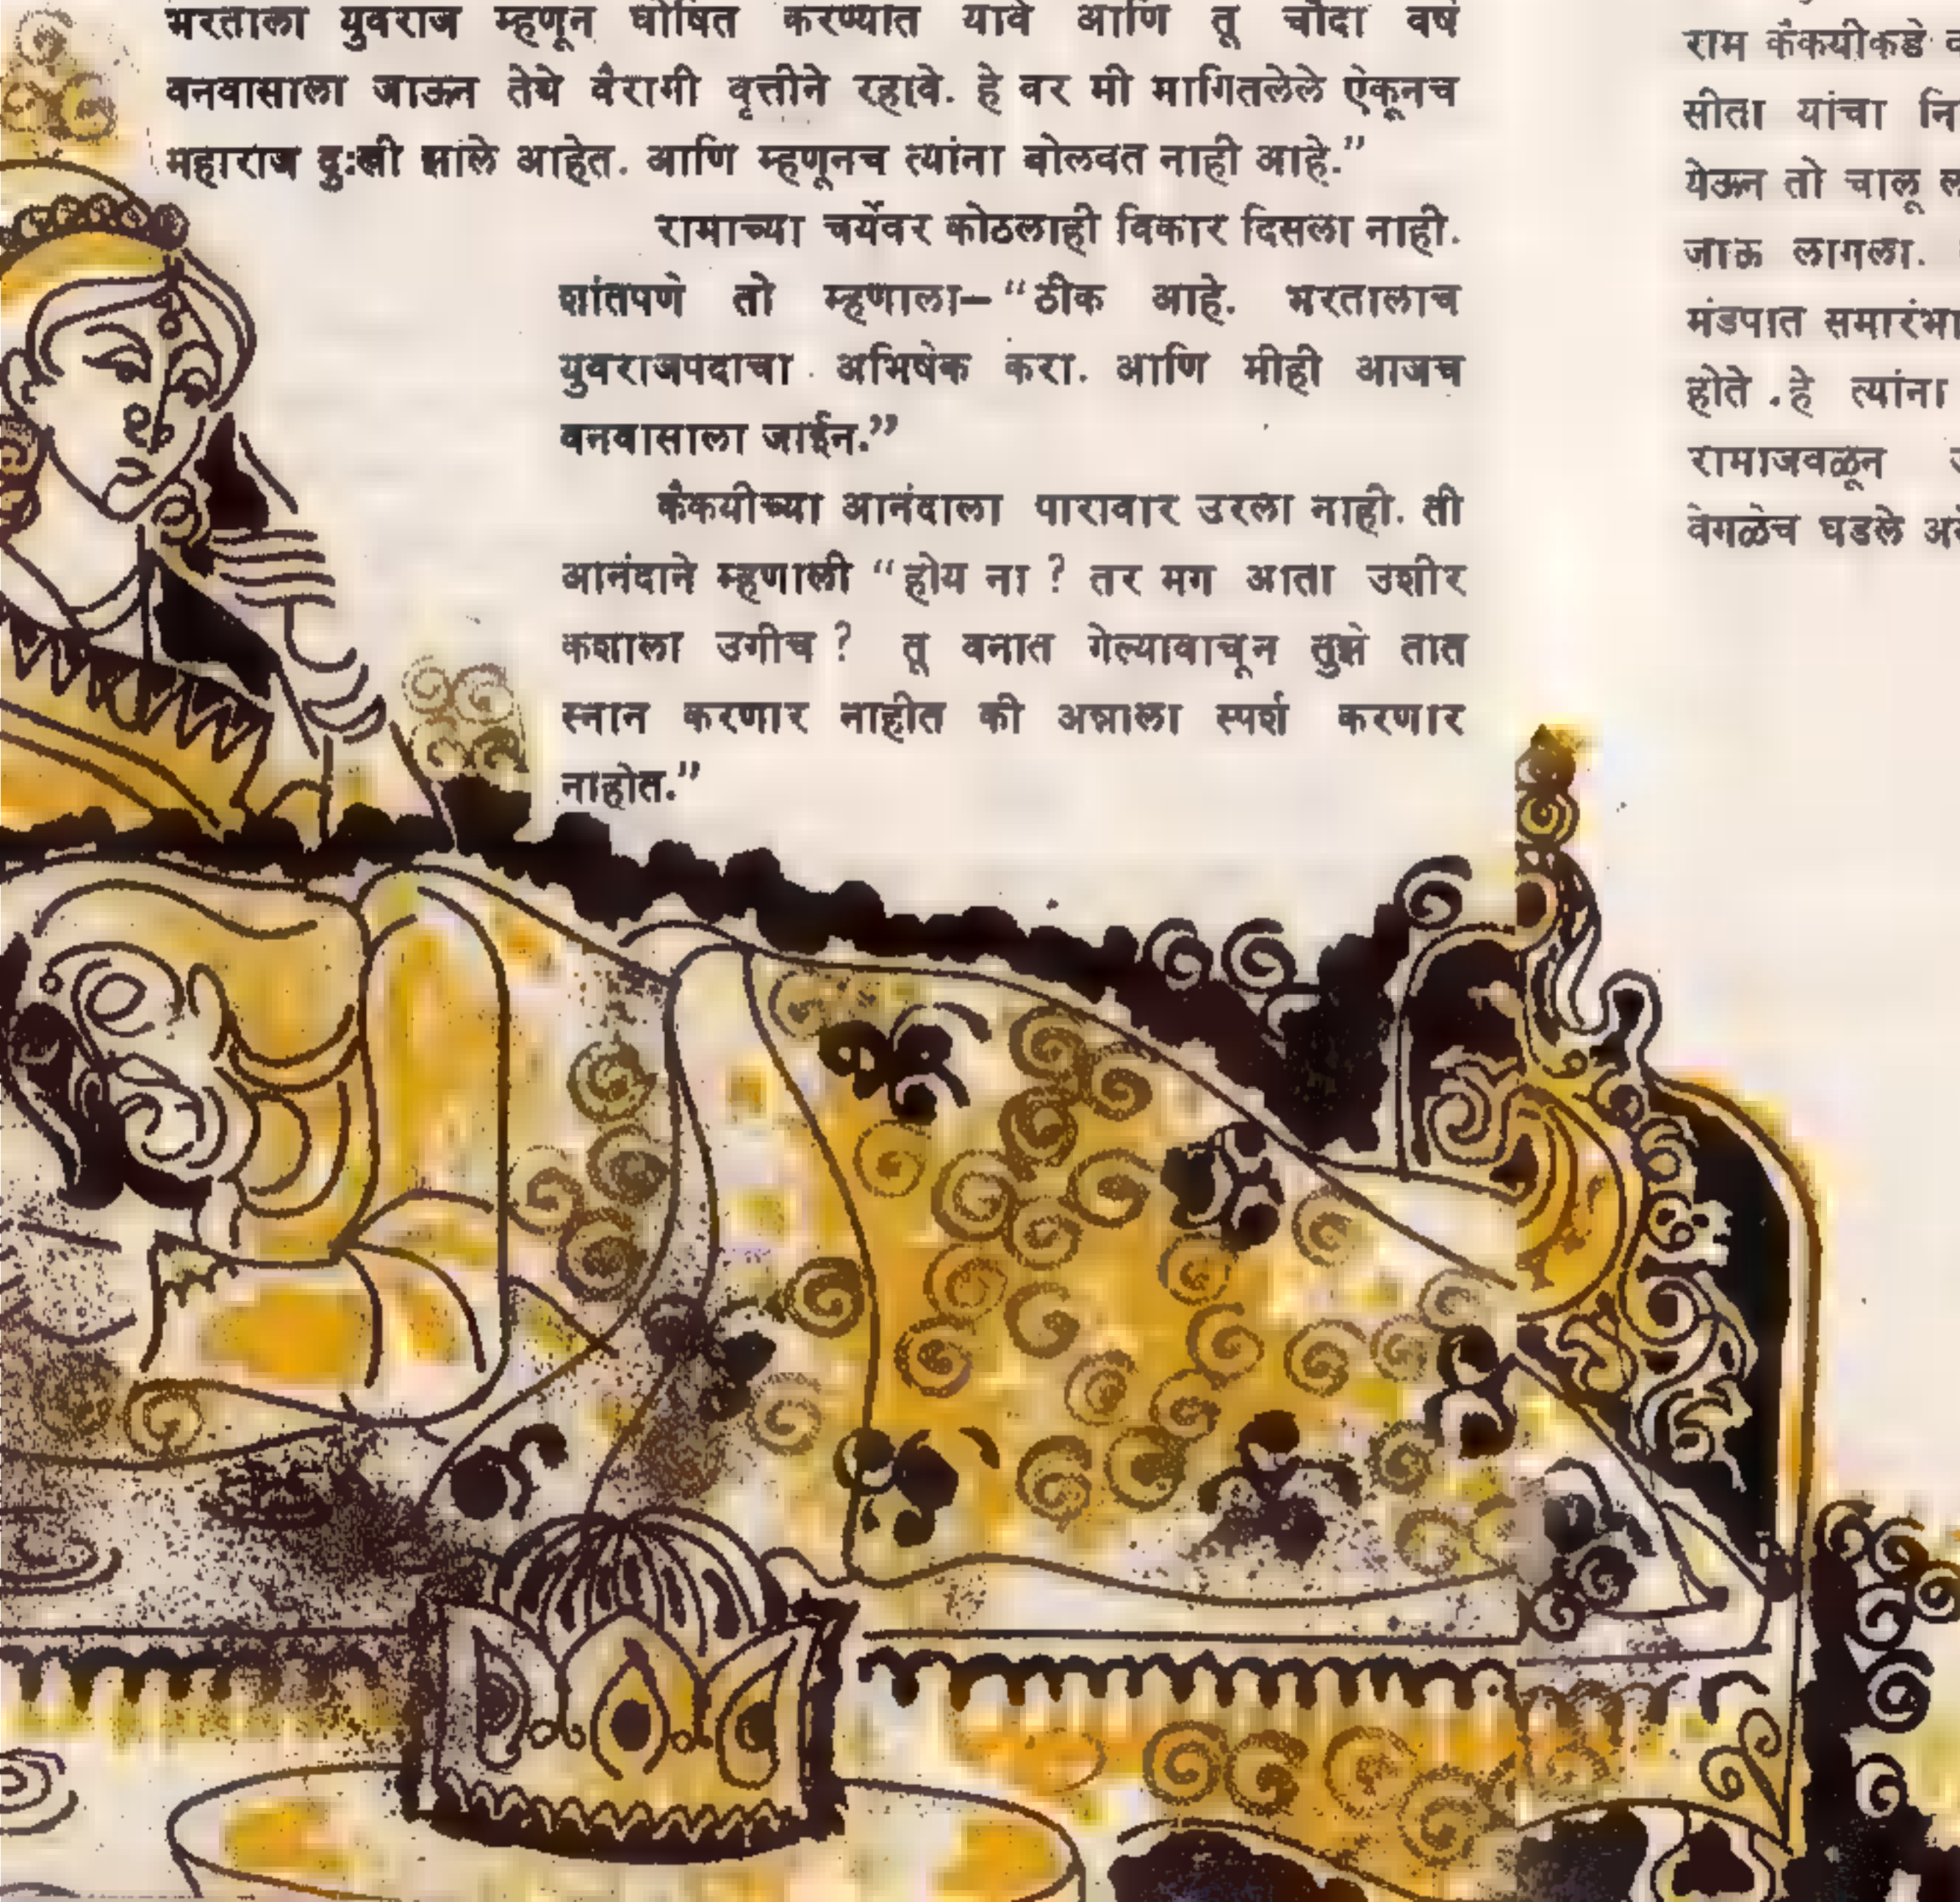 भरताला युवराज म्हणून घोषित करण्यात यावे आणि तू चौदा वर्षं
वनवासाला जाऊन तेथे वैरागी वृत्तीने रहावे. हे वर मी मागितलेले ऐकूनच
महाराज दुःखी झाले आहेत. आणि म्हणूनच त्यांना बोलवत नाही आहे.”
रामाच्या चर्येवर कोठलाही विकार दिसला नाही.
शांतपणे तो म्हणाला—“ठीक आहे. भरतालाच
युवराजपदाचा अभिषेक करा. आणि मीही आजच
वनवासाला जाईन.”
कैकयीच्या आनंदाला पारावार उरला नाही. ती
आनंदाने म्हणाली “होय ना ? तर मग आता उशीर
कशाला उगीच ? तू वनात गेल्यावाचून तुझे तात
स्नान करणार नाहीत की अन्नाला स्पर्श करणार
नाहीत.”
राम कैकयीकडे
सीता यांचा नि
येऊन तो चालू ल
जाऊ लागला.
मंडपात समारंभा
होते .हे त्यांना
रामाजवळून
वेगळेच घडले